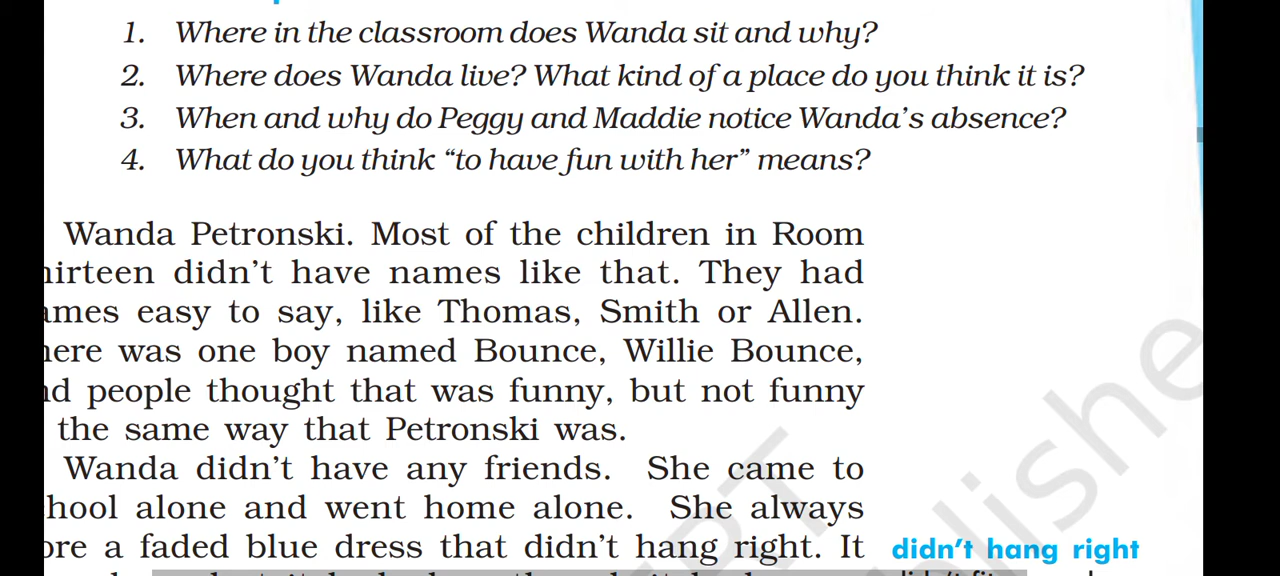 1. Where in the classroom does Wanda sit and why?
2. Where does Wanda live? What kind of a place do you think it is?
3. When and why do Peggy and Maddie notice Wanda's absence?
4. What do you think “to have fun with her” means?
Wanda Petronski. Most of the children in Room
hirteen didn't have names like that. They had
ames easy to say, like Thomas, Smith or Allen.
here was one boy named Bounce, Willie Bounce,
nd people thought that was funny, but not funny
the same way that Petronski was.
Wanda didn't have any friends. She came to
hool alone and went home alone. She always
ore a faded blue dress that didn't hang right. It
didn't hang right